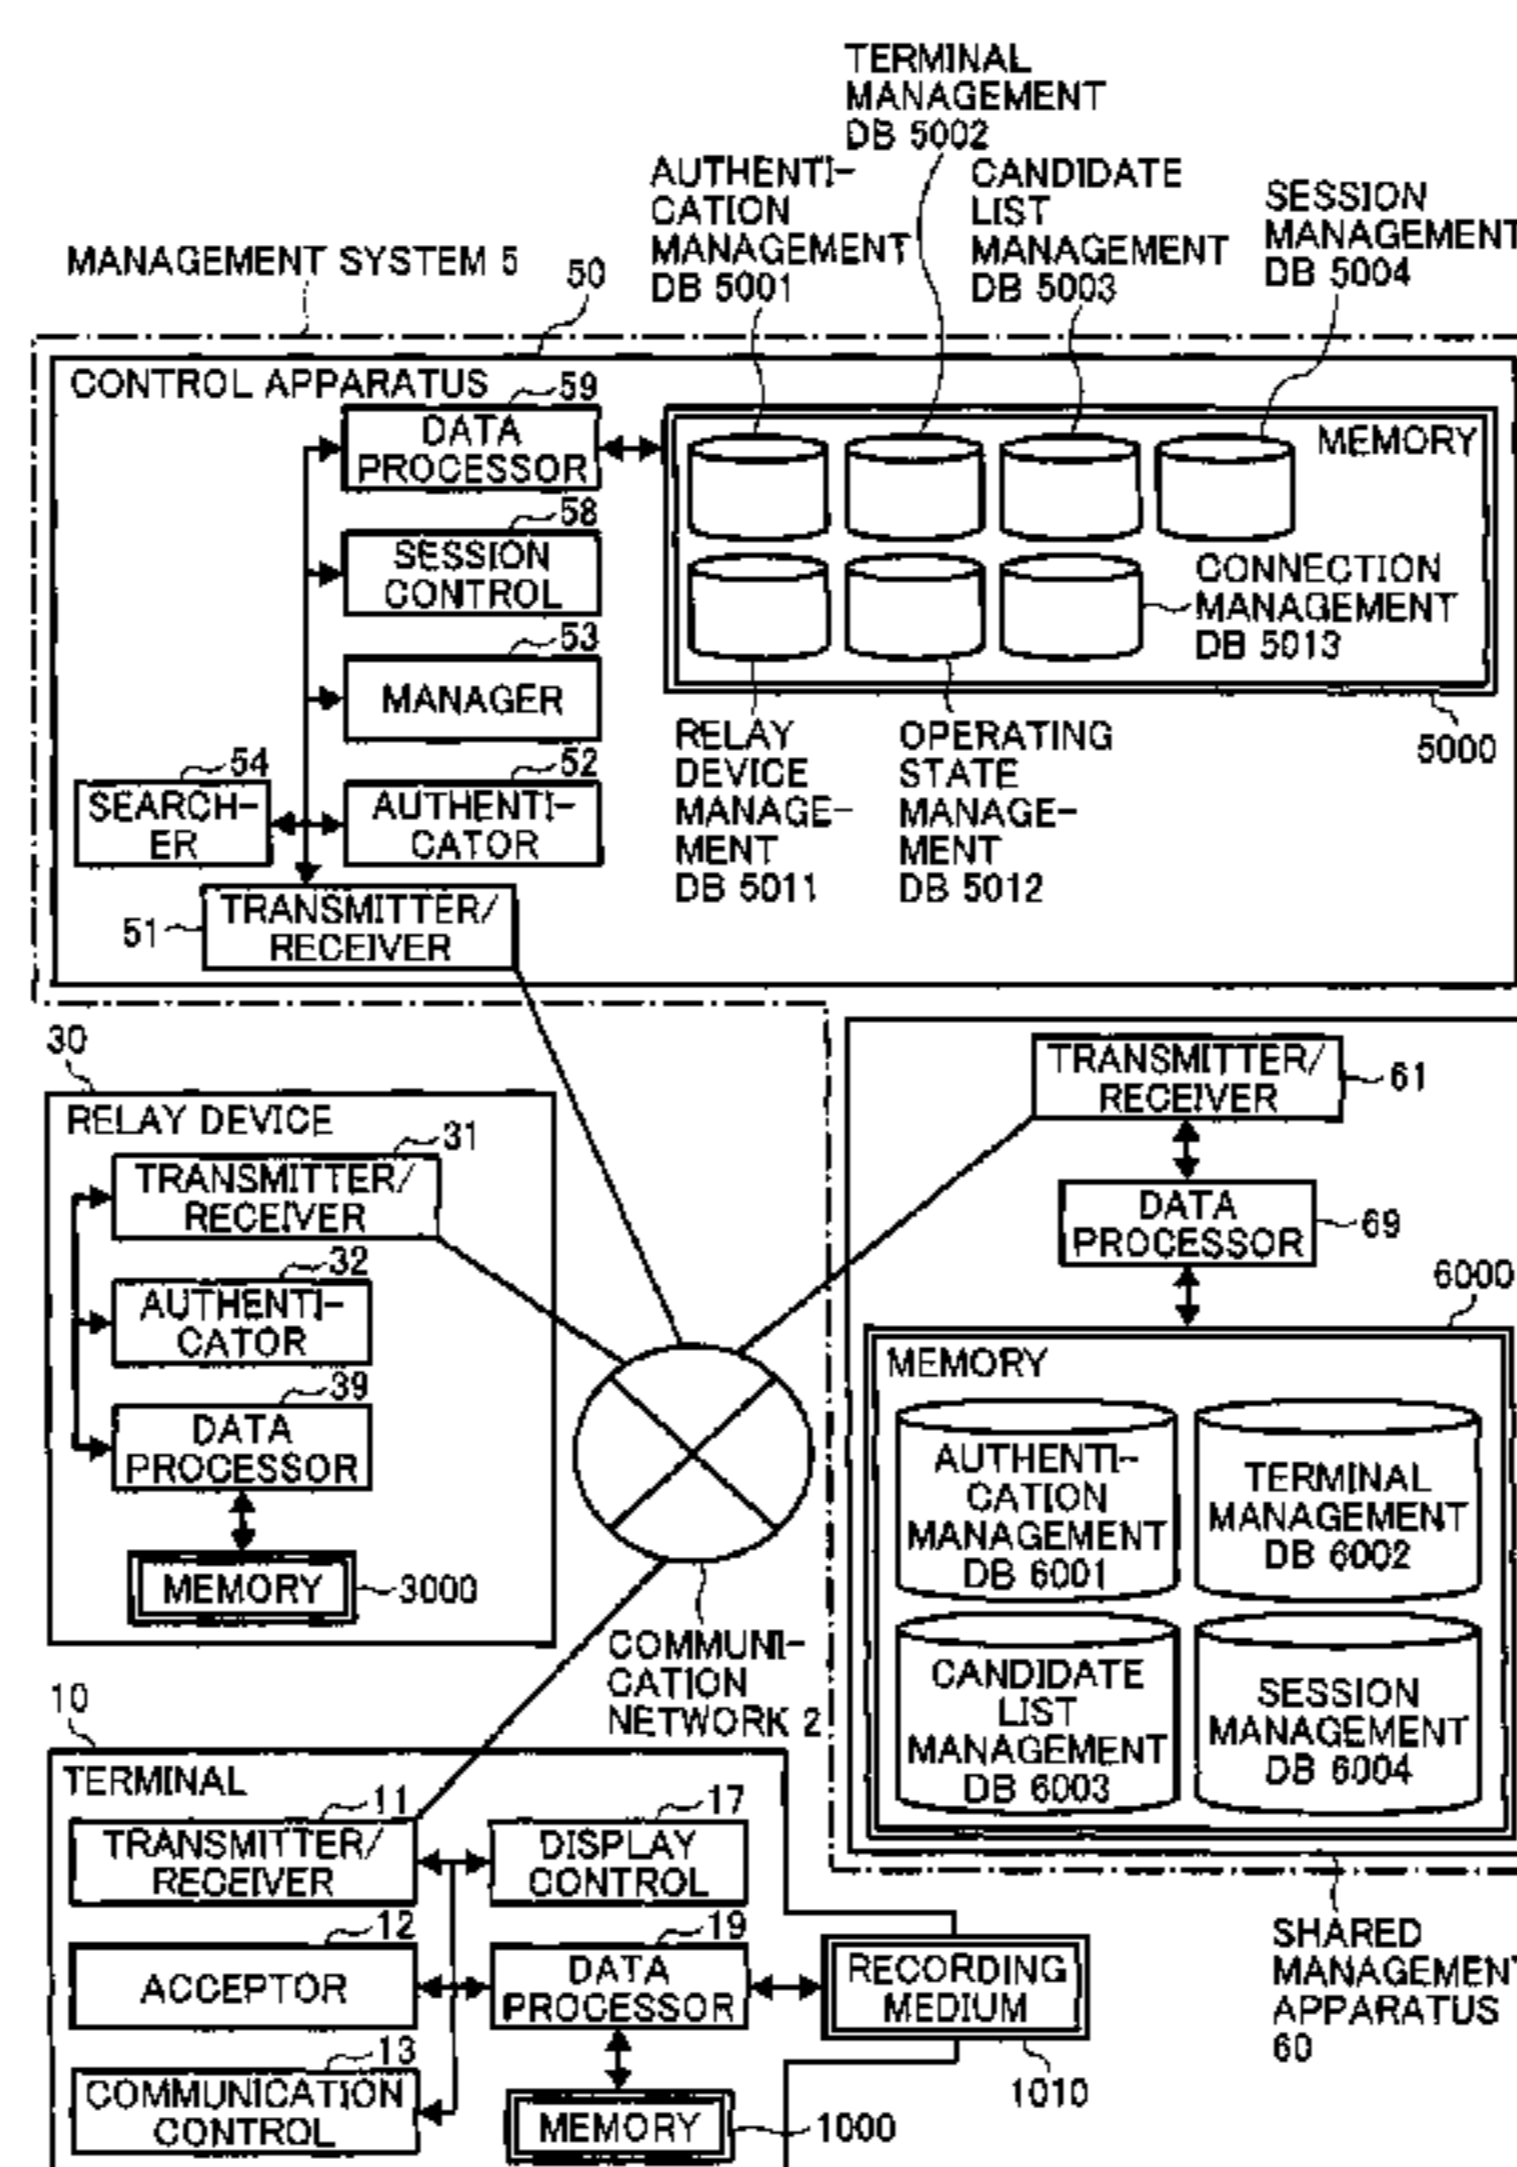 TERMINAL
MANAGEMENT
DB 5002
AUTHENTI-
CATION
MANAGEMENT
DB 5001
CANDIDATE
LIST
MANAGEMENT
DB 5003
SESSION
MANAGEMENT
DB 5004
MANAGEMENT SYSTEM 5
50
CONTROL APPARATUS
59
DATA
PROCESSOR
MEMORY
58
SESSION
CONTROL
CONNECTION
MANAGEMENT
DB 5013
53
MANAGER
5000
RELAY
DEVICE
MANAGE-
MENT
DB 5011
OPERATING
STATE
MANAGE-
MENT
DB 5012
54
SEARCH-
ER
52
AUTHENTI-
CATOR
51
TRANSMITTER/
RECEIVER
30
RELAY DEVICE
31
TRANSMITTER/
RECEIVER
32
AUTHENTI-
CATOR
39
DATA
PROCESSOR
MEMORY
3000
TRANSMITTER/
RECEIVER
61
DATA
PROCESSOR
69
6000
MEMORY
AUTHENTI-
CATION
MANAGEMENT
DB 6001
TERMINAL
MANAGEMENT
DB 6002
CANDIDATE
LIST
MANAGEMENT
DB 6003
SESSION
MANAGEMENT
DB 6004
COMMUNI-
CATION
NETWORK 2
10
TERMINAL
11
TRANSMITTER/
RECEIVER
17
DISPLAY
CONTROL
12
ACCEPTOR
19
DATA
PROCESSOR
RECORDING
MEDIUM
1010
13
COMMUNICATION
CONTROL
MEMORY
1000
SHARED
MANAGEMENT
APPARATUS
60